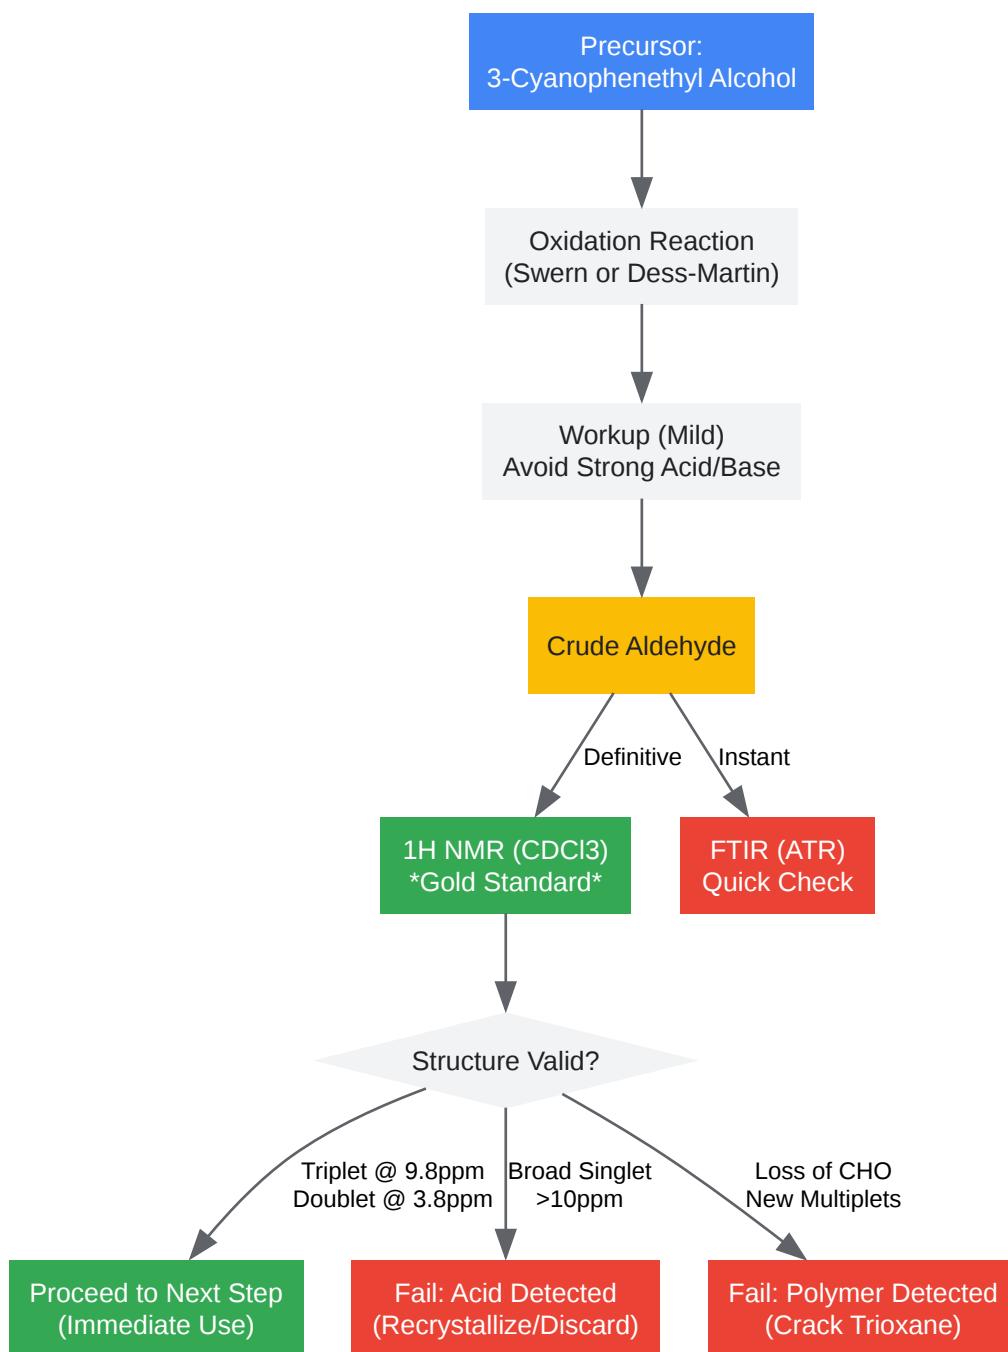 Precursor:
3-Cyanophenethyl Alcohol
Oxidation Reaction
(Swern or Dess-Martin)
Workup (Mild)
Avoid Strong Acid/Base
Crude Aldehyde
Definitive
Instant
1H NMR (CDCl3)
*Gold Standard*
FTIR (ATR)
Quick Check
Structure Valid?
Triplet @ 9.8ppm
Doublet @ 3.8ppm
Broad Singlet
>10ppm
Loss of CHO
New Multiplets
Proceed to Next Step
(Immediate Use)
Fail: Acid Detected
(Recrystallize/Discard)
Fail: Polymer Detected
(Crack Trioxane)